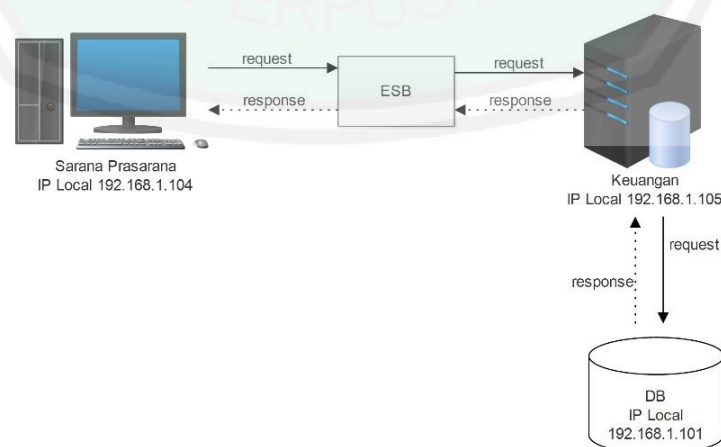 PERPUS
request
request
ESB
response
response
Sarana Prasarana
IP Local 192.168.1.104
Keuangan
IP Local 192.168.1.105
request
response
DB
IP Local
192.168.1.101